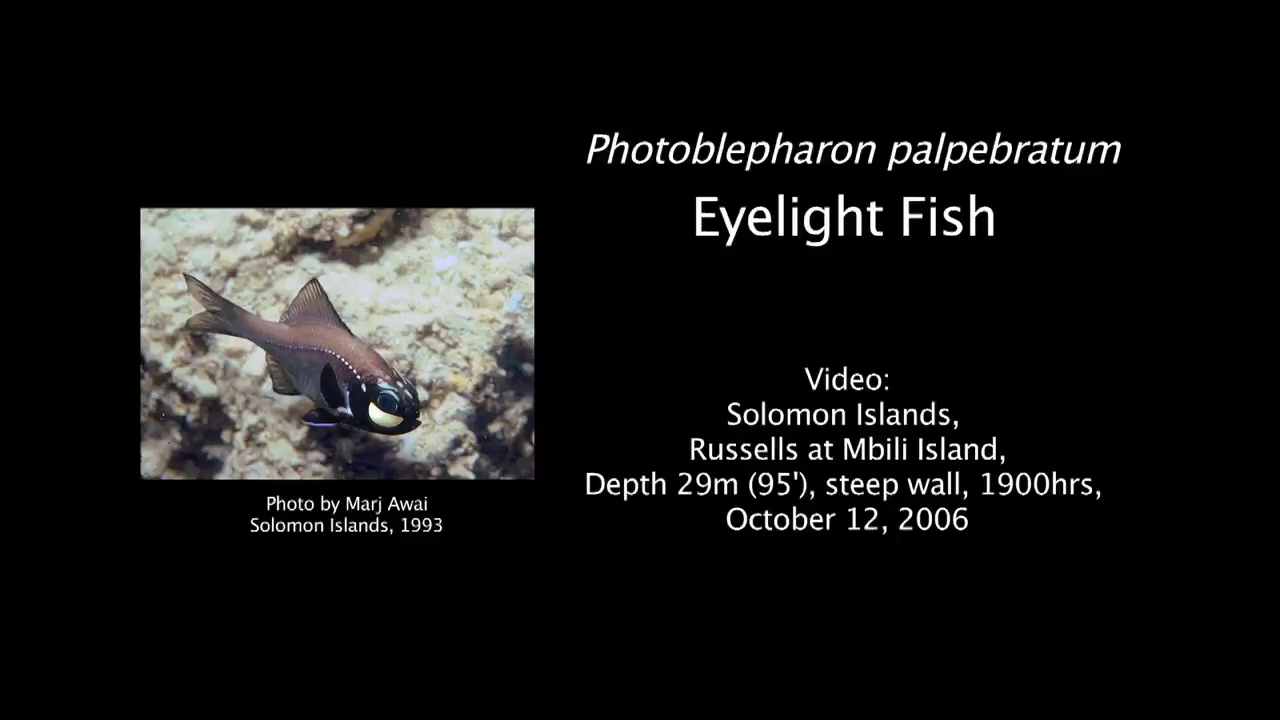 Photoblepharon palpebratum
Eyelight Fish
Video:
Solomon Islands,
Russells at Mbili Island,
Depth 29m (95'), steep wall, 1900hrs,
October 12, 2006
Photo by Marj Awai
Solomon Islands, 1993